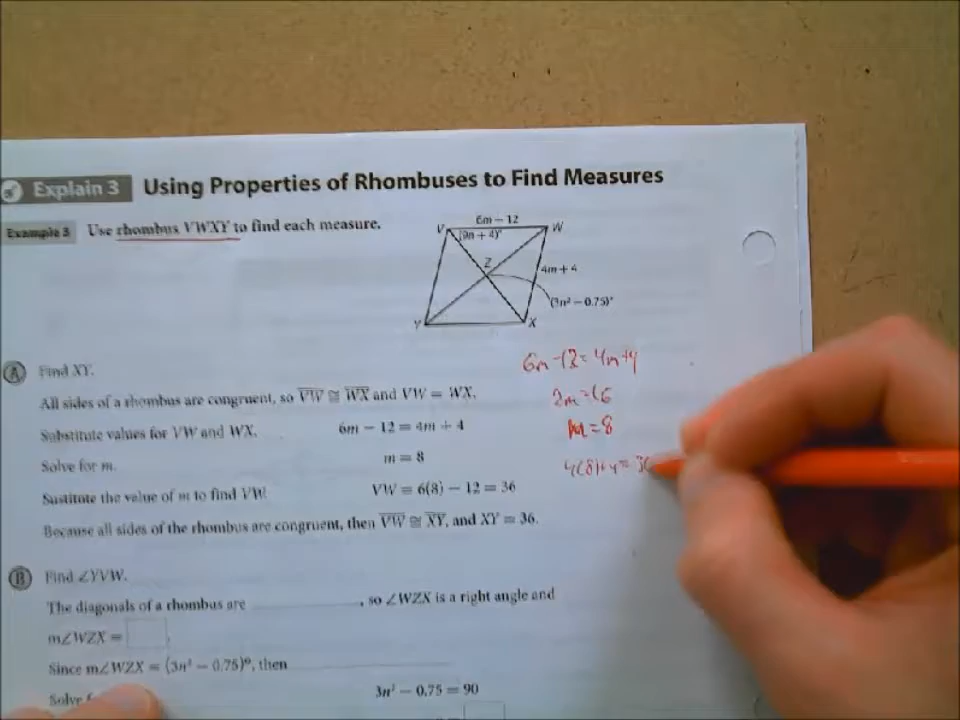 Explain 3 Using Properties of Rhombuses to Find Measures
Example 3 Use rhombus VWXY to find each measure.
6m − 12
V W
(9n + 4)°
Z
4m + 4
(3n² − 0.75)°
Y X
A Find XY.
6m -12 = 4m+4
All sides of a rhombus are congruent, so VW ≅ WX and VW = WX.
2m = 16
Substitute values for VW and WX. 6m − 12 = 4m + 4
m = 8
Solve for m. m = 8
4(8)+4 = 36
Sustitute the value of m to find VW. VW = 6(8) − 12 = 36
Because all sides of the rhombus are congruent, then VW ≅ XY, and XY = 36.
B Find ∠YVW.
The diagonals of a rhombus are , so ∠WZX is a right angle and
m∠WZX = .
Since m∠WZX = (3n² − 0.75)°, then
Solve 3n² − 0.75 = 90